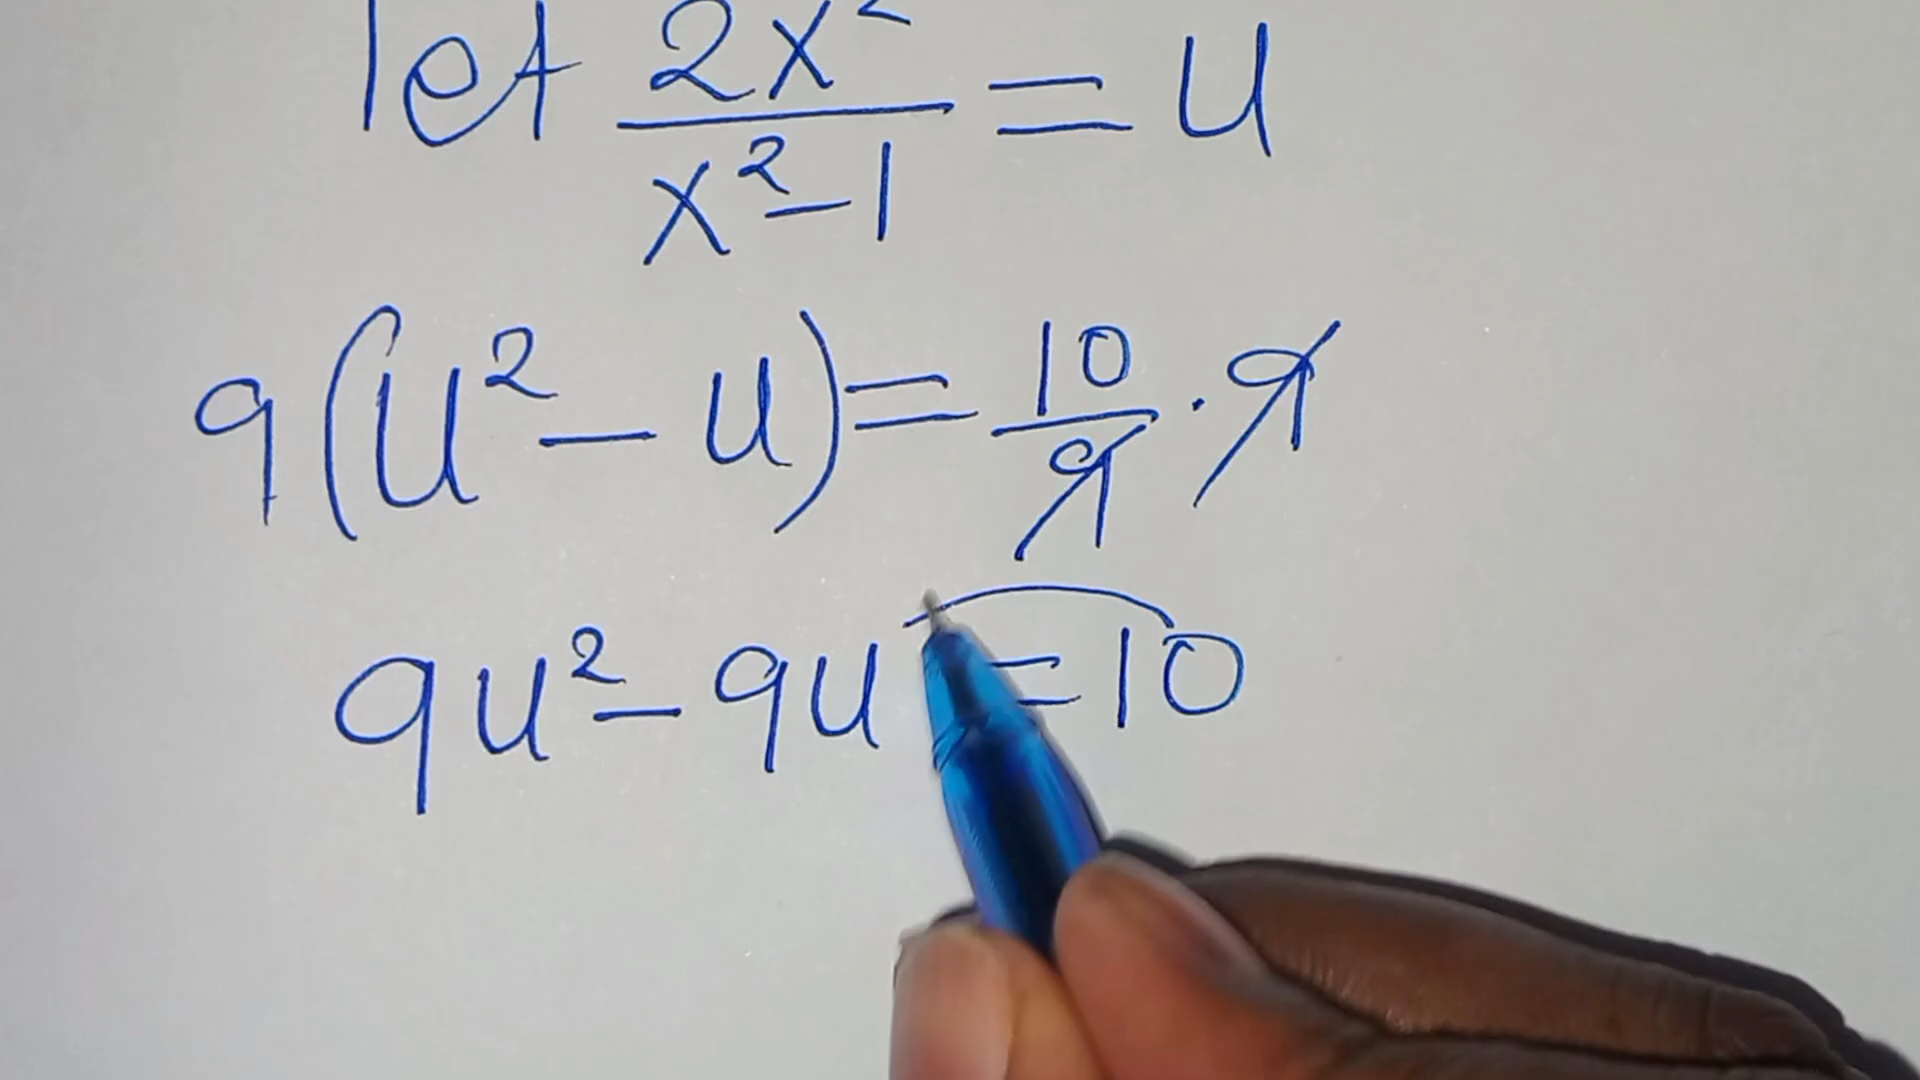 let 2x²/x²-1 = u
9(u² - u) = 10/9 · 9
9u² - 9u = 10